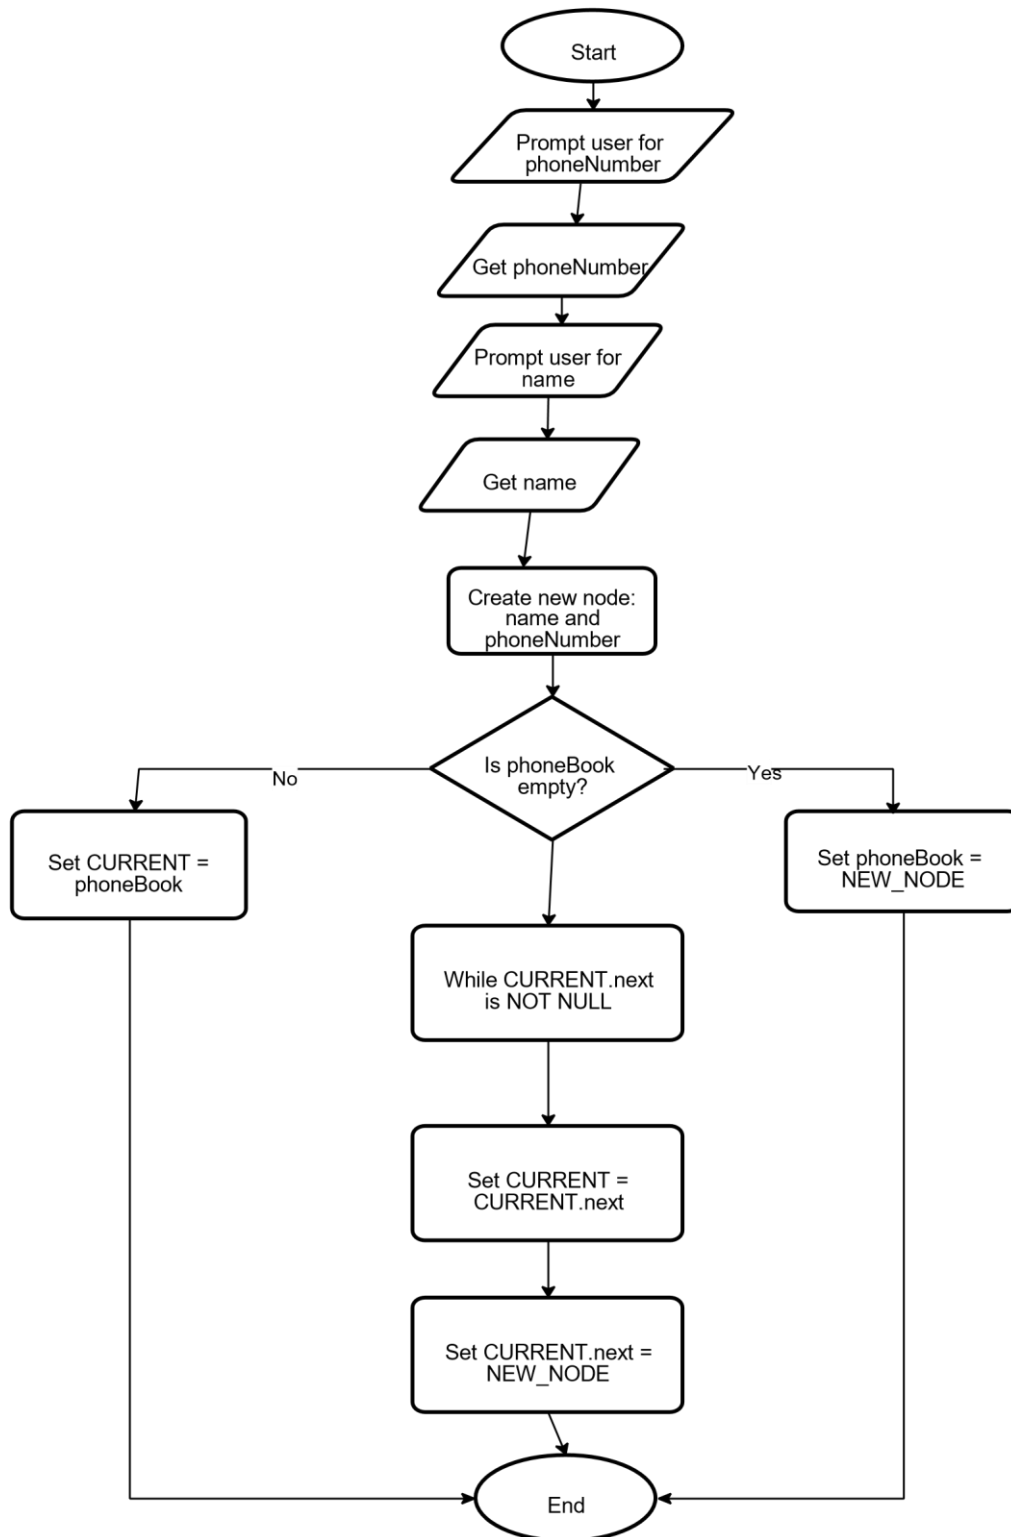 Start
Prompt user for
phoneNumber
Get phoneNumber
Prompt user for
name
Get name
Create new node:
name and
phoneNumber
Is phoneBook
empty?
No
Yes
Set CURRENT =
phoneBook
Set phoneBook =
NEW_NODE
While CURRENT.next
is NOT NULL
Set CURRENT =
CURRENT.next
Set CURRENT.next =
NEW_NODE
End